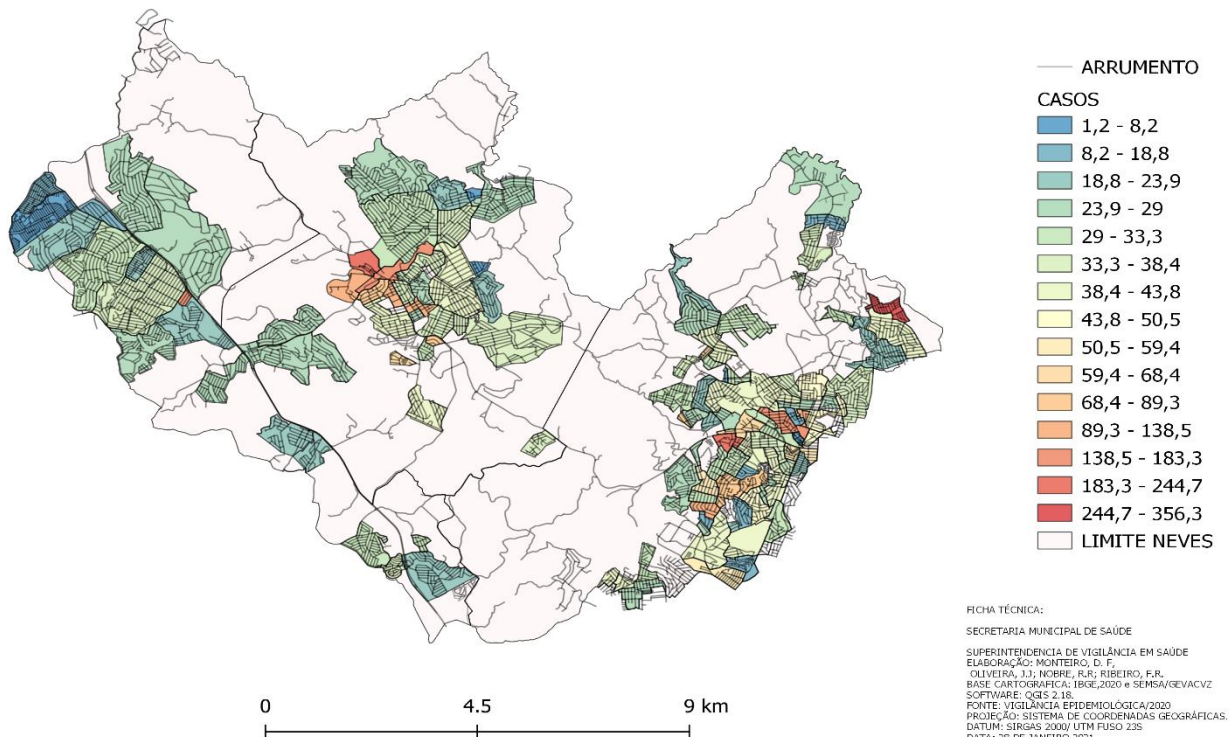 ARRUMENTO
CASOS
1,2 - 8,2
8,2 - 18,8
18,8 - 23,9
23,9 - 29
29 - 33,3
33,3 - 38,4
38,4 - 43,8
43,8 - 50,5
50,5 - 59,4
59,4 - 68,4
68,4 - 89,3
89,3 - 138,5
138,5 - 183,3
183,3 - 244,7
244,7 - 356,3
LIMITE NEVES
FICHA TÉCNICA:
SECRETARIA MUNICIPAL DE SAÚDE
SUPERINTENDENCIA DE VIGILÂNCIA EM SAÚDE
ELABORAÇÃO: MONTEIRO, D. F,
OLIVEIRA, J.J; NOBRE, R.R; RIBEIRO, F.R.
BASE CARTOGRAFICA: IBGE,2020 e SEMSA/GEVACVZ
SOFTWARE: QGIS 2.18.
FONTE: VIGILÂNCIA EPIDEMIOLÓGICA/2020
PROJEÇÃO: SISTEMA DE COORDENADAS GEOGRÁFICAS.
DATUM: SIRGAS 2000/ UTM FUSO 23S
DATA: 28 DE JANEIRO 2021
0 4.5 9 km